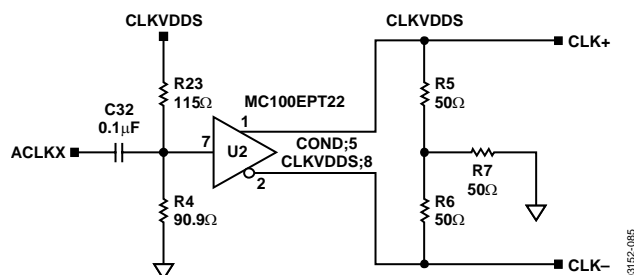 CLKVDDS
CLKVDDS
CLK+
R23
115Ω
MC100EPT22
R5
50Ω
C32
0.1μF
1
ACLKX
7
U2
COND;5
CLKVDDS;8
2
R7
50Ω
R4
90.9Ω
R6
50Ω
CLK–
3152-085